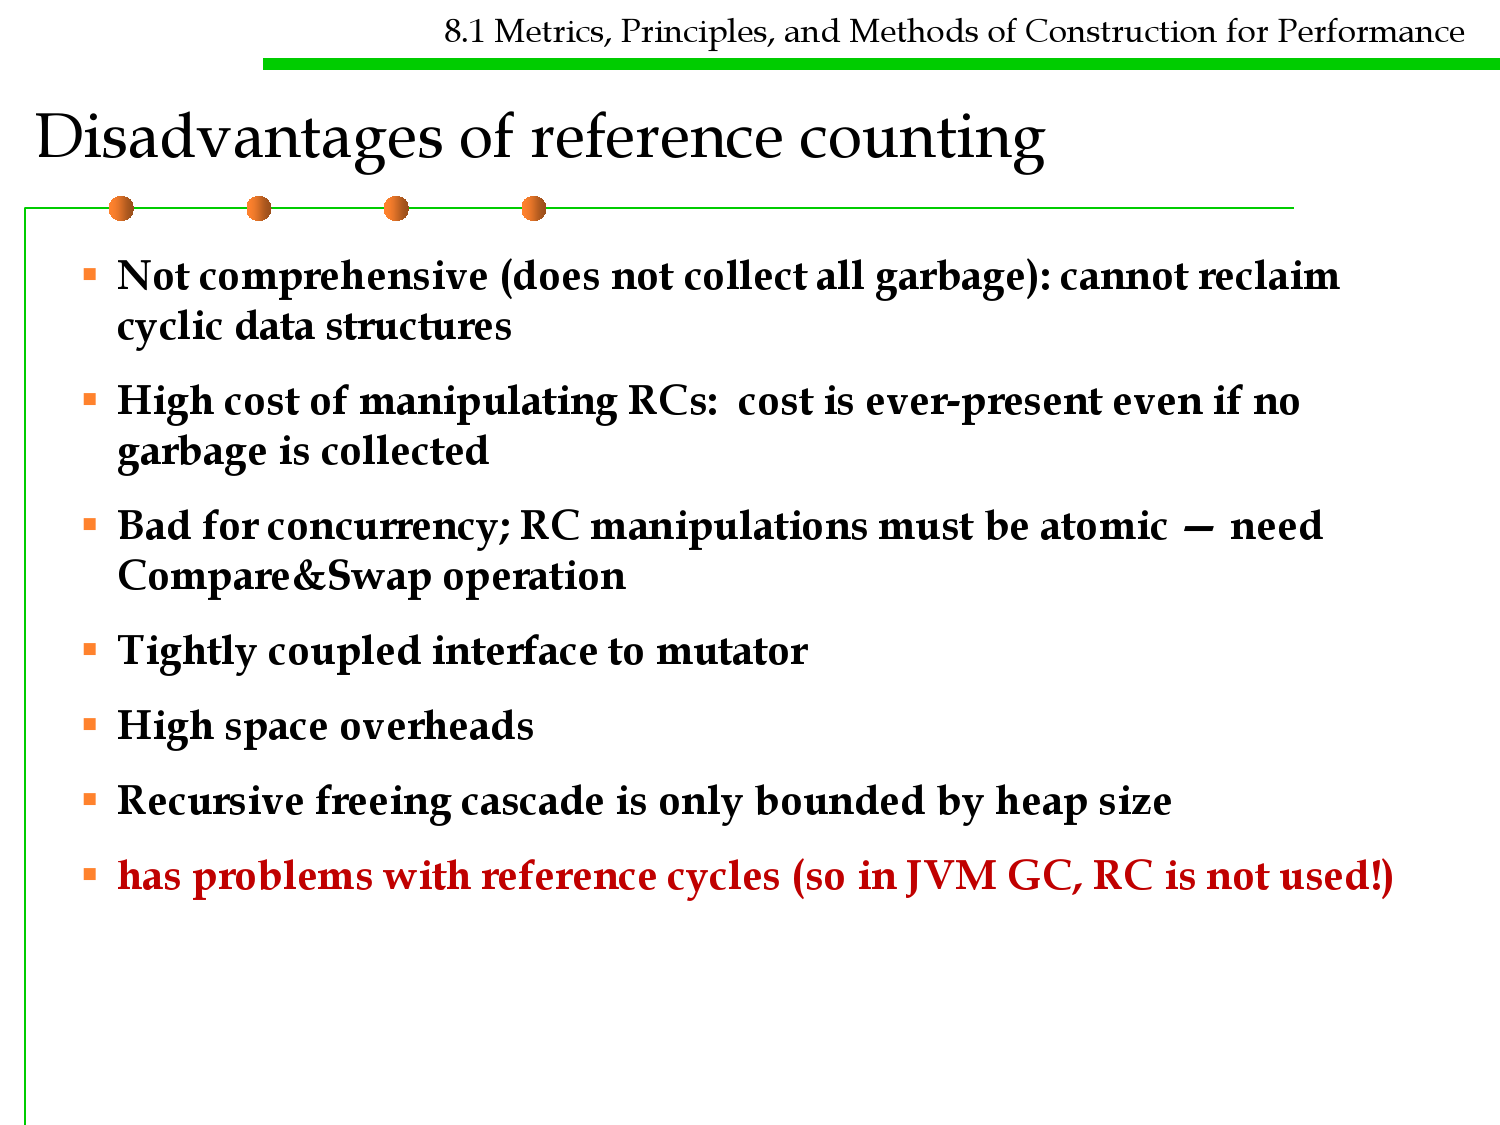 8.1 Metrics, Principles, and Methods of Construction for Performance
Disadvantages of reference counting
▪ Not comprehensive (does not collect all garbage): cannot reclaim
cyclic data structures
▪ High cost of manipulating RCs:  cost is ever-present even if no
garbage is collected
▪ Bad for concurrency; RC manipulations must be atomic — need
Compare&Swap operation
▪ Tightly coupled interface to mutator
▪ High space overheads
▪ Recursive freeing cascade is only bounded by heap size
▪ has problems with reference cycles (so in JVM GC, RC is not used!)